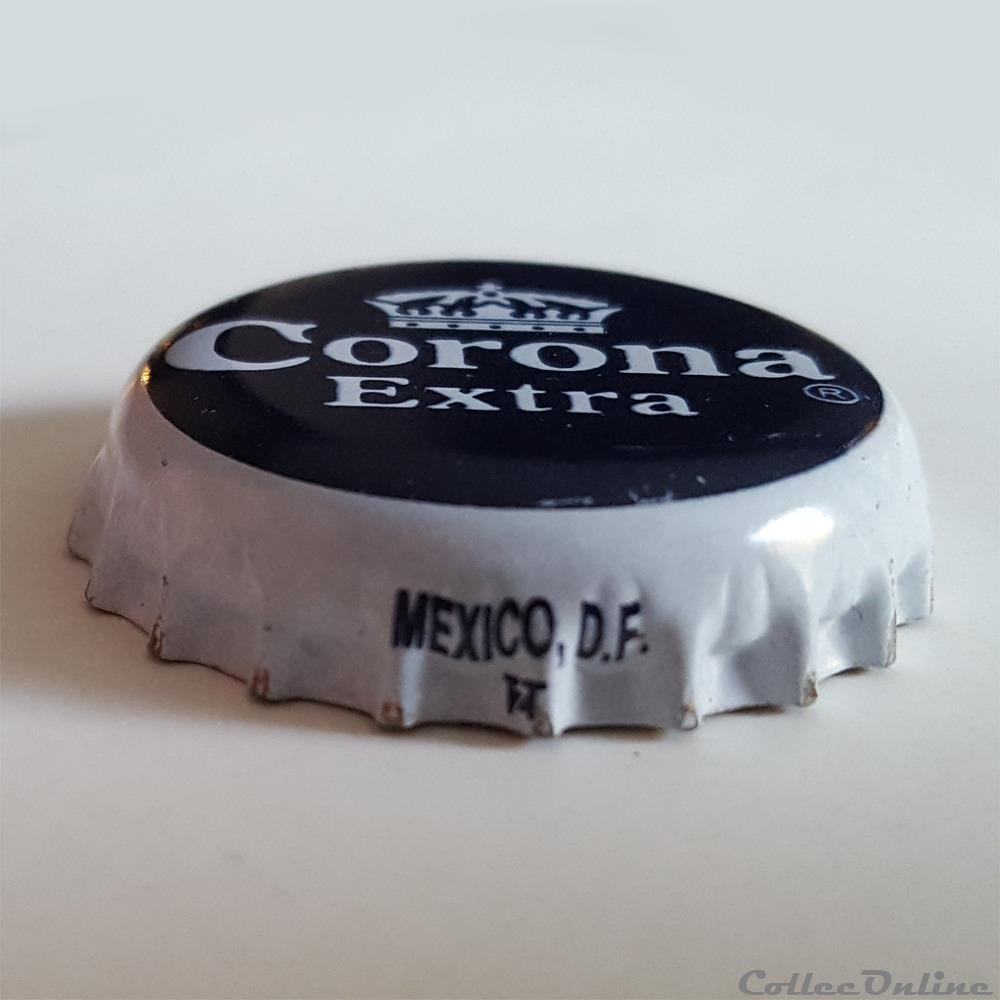 Corona
Extra
®
MEXICO, D.F.
CollecOnline